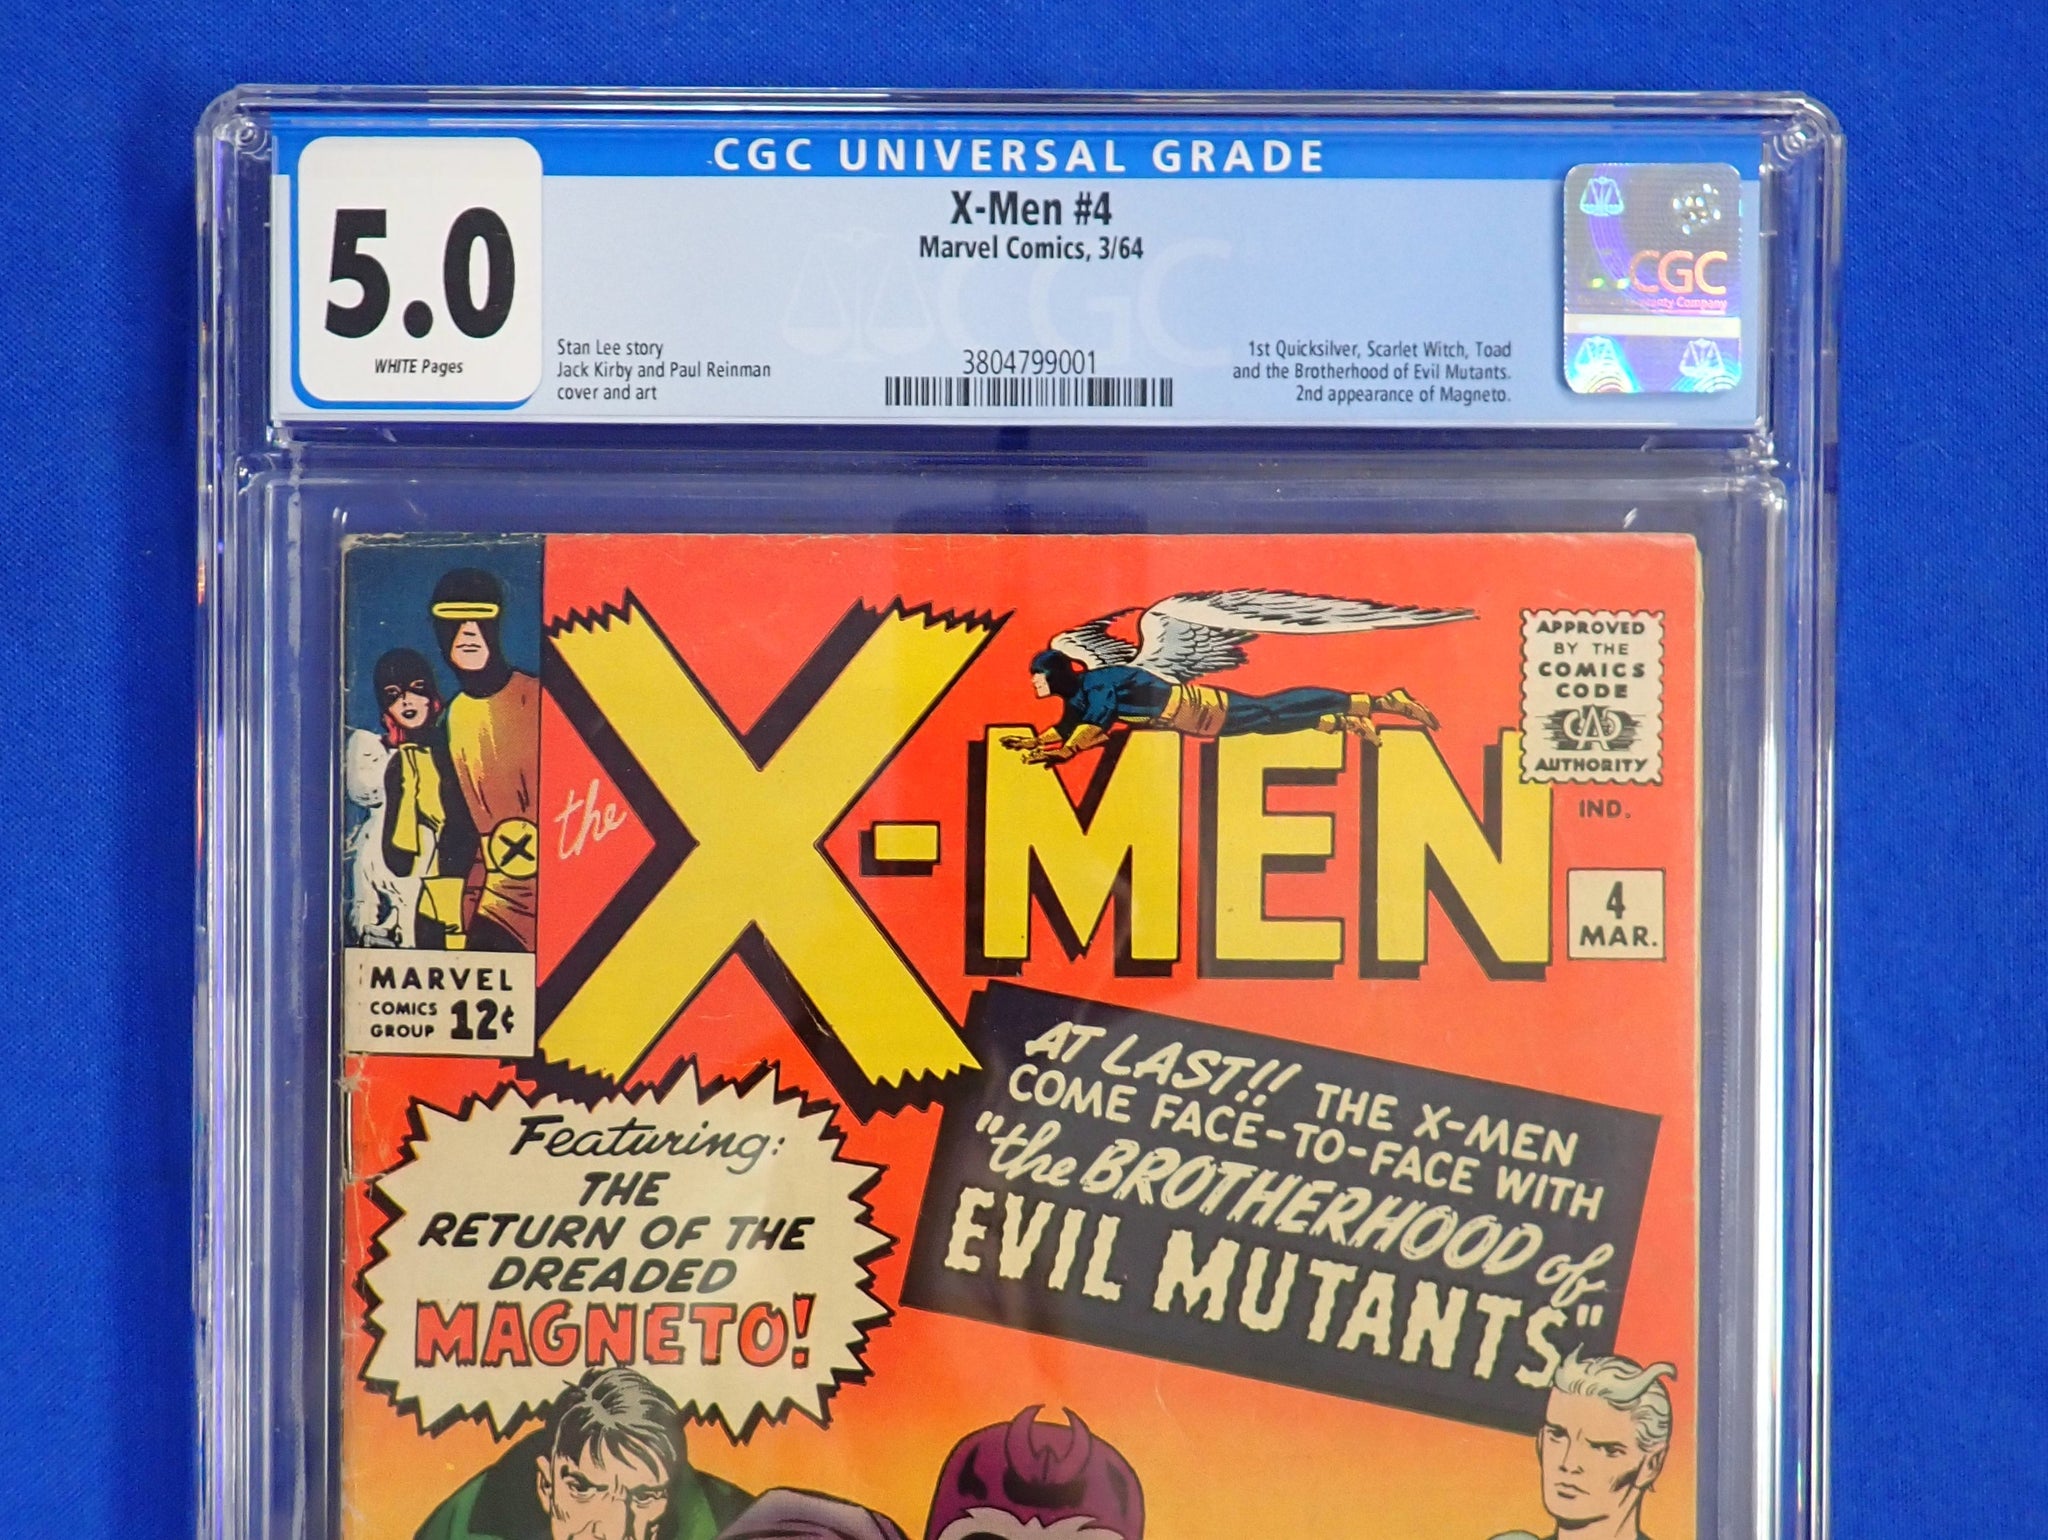 CGC UNIVERSAL GRADE
5.0
WHITE Pages
X-Men #4
Marvel Comics, 3/64
Stan Lee story
Jack Kirby and Paul Reinman
cover and art
3804799001
1st Quicksilver, Scarlet Witch, Toad
and the Brotherhood of Evil Mutants.
2nd appearance of Magneto.
CGC
CGC
MARVEL
COMICS
GROUP 12¢
the X-MEN
APPROVED
BY THE
COMICS
CODE
CA
AUTHORITY
IND.
4
MAR.
X
AT LAST!! THE X-MEN
COME FACE-TO-FACE WITH
"the BROTHERHOOD of
EVIL MUTANTS"
Featuring:
THE
RETURN OF THE
DREADED
MAGNETO!